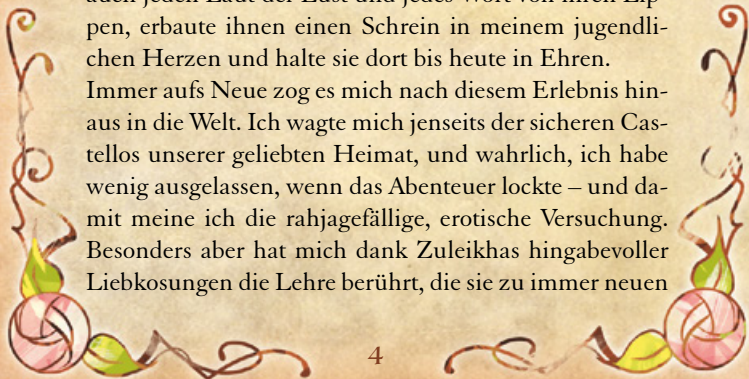 auch jeden Laut der Lust und jedes Wort von ihren Lip-
pen, erbaute ihnen einen Schrein in meinem jugendli-
chen Herzen und halte sie dort bis heute in Ehren.
Immer aufs Neue zog es mich nach diesem Erlebnis hin-
aus in die Welt. Ich wagte mich jenseits der sicheren Cas-
tellos unserer geliebten Heimat, und wahrlich, ich habe
wenig ausgelassen, wenn das Abenteuer lockte – und da-
mit meine ich die rahjagefällige, erotische Versuchung.
Besonders aber hat mich dank Zuleikhas hingabevoller
Liebkosungen die Lehre berührt, die sie zu immer neuen
4